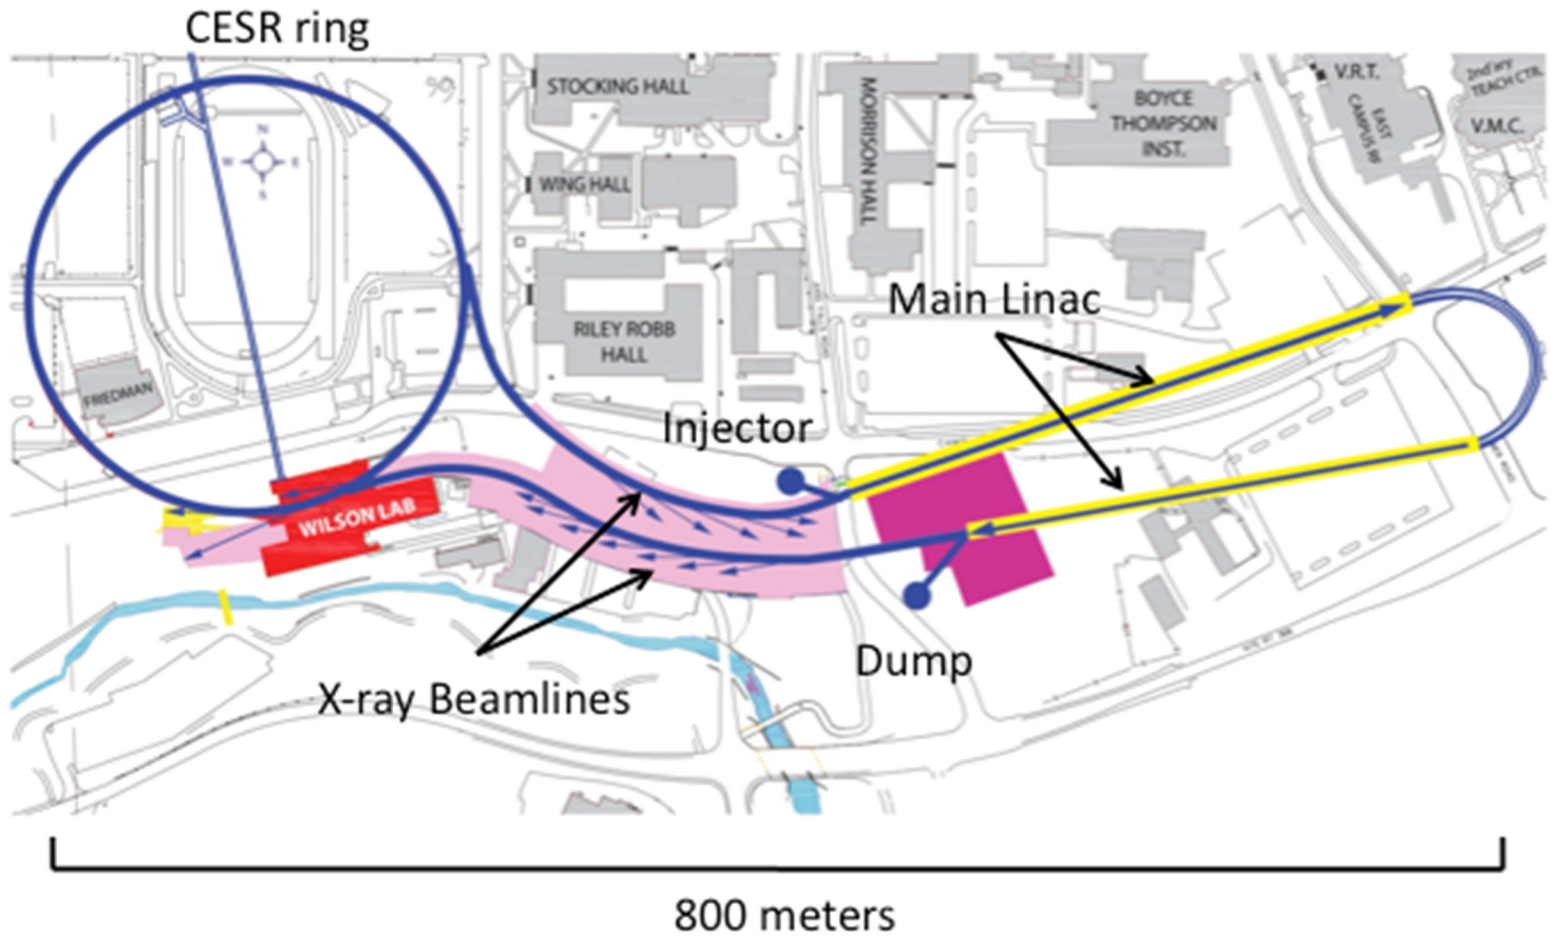 CESR ring
STOCKING HALL
MORRISON HALL
BOYCE
THOMPSON
INST.
V.R.T.
EAST
CAMPUS
2nd'ary
TEACH CTR.
V.M.C.
N
W
E
S
WING HALL
RILEY ROBB
HALL
Main Linac
FRIEDMAN
Injector
WILSON LAB
Dump
X-ray Beamlines
800 meters